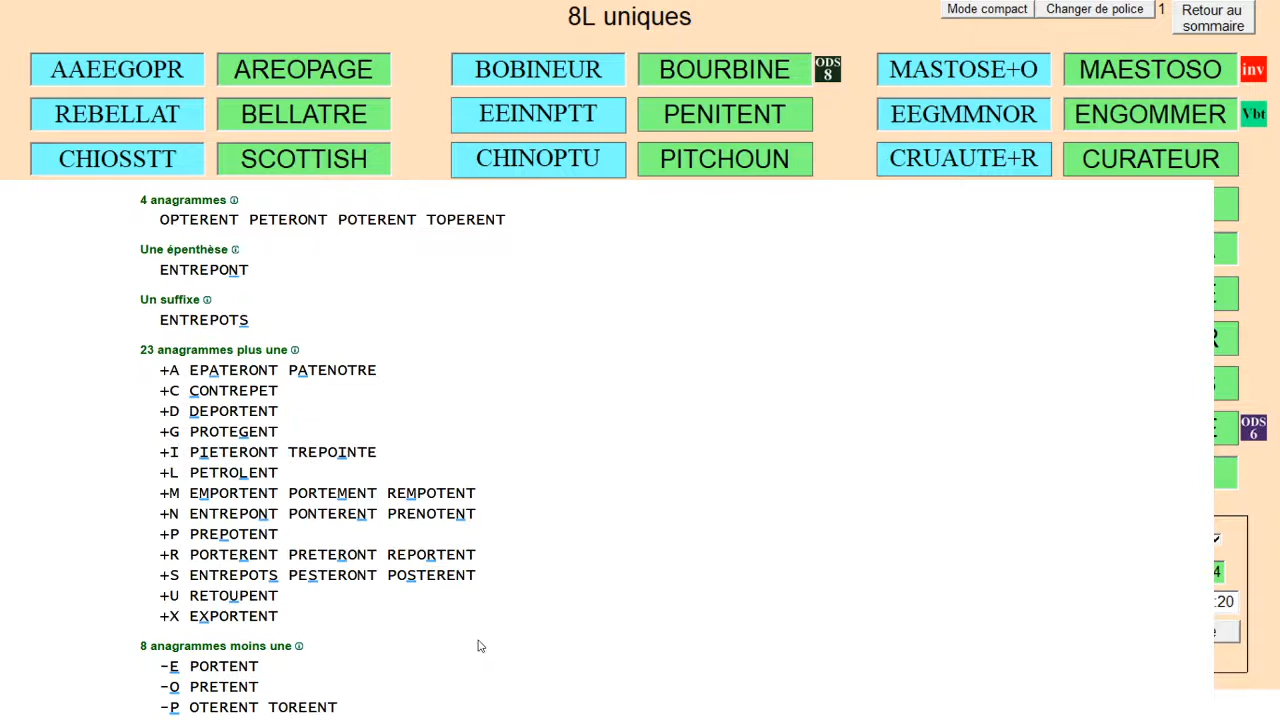 8L uniques
Mode compact
Changer de police
1
Retour au
sommaire
AAEEGOPR AREOPAGE BOBINEUR BOURBINE ODS 8 MASTOSE+O MAESTOSO inv
REBELLAT BELLATRE EEINNPTT PENITENT EEGMMNOR ENGOMMER Vbt
CHIOSSTT SCOTTISH CHINOPTU PITCHOUN CRUAUTE+R CURATEUR
4 anagrammes
OPTERENT PETERONT POTERENT TOPERENT
Une épenthèse
ENTREPONT
Un suffixe
ENTREPOTS
23 anagrammes plus une
+A EPATERONT PATENOTRE
+C CONTREPET
+D DEPORTENT
+G PROTEGENT
+I PIETERONT TREPOINTE
+L PETROLENT
+M EMPORTENT PORTEMENT REMPOTENT
+N ENTREPONT PONTERENT PRENOTENT
+P PREPOTENT
+R PORTERENT PRETERONT REPORTENT
+S ENTREPOTS PESTERONT POSTERENT
+U RETOUPENT
+X EXPORTENT
8 anagrammes moins une
-E PORTENT
-O PRETENT
-P OTERENT TOREENT
ODS 6
4
:20